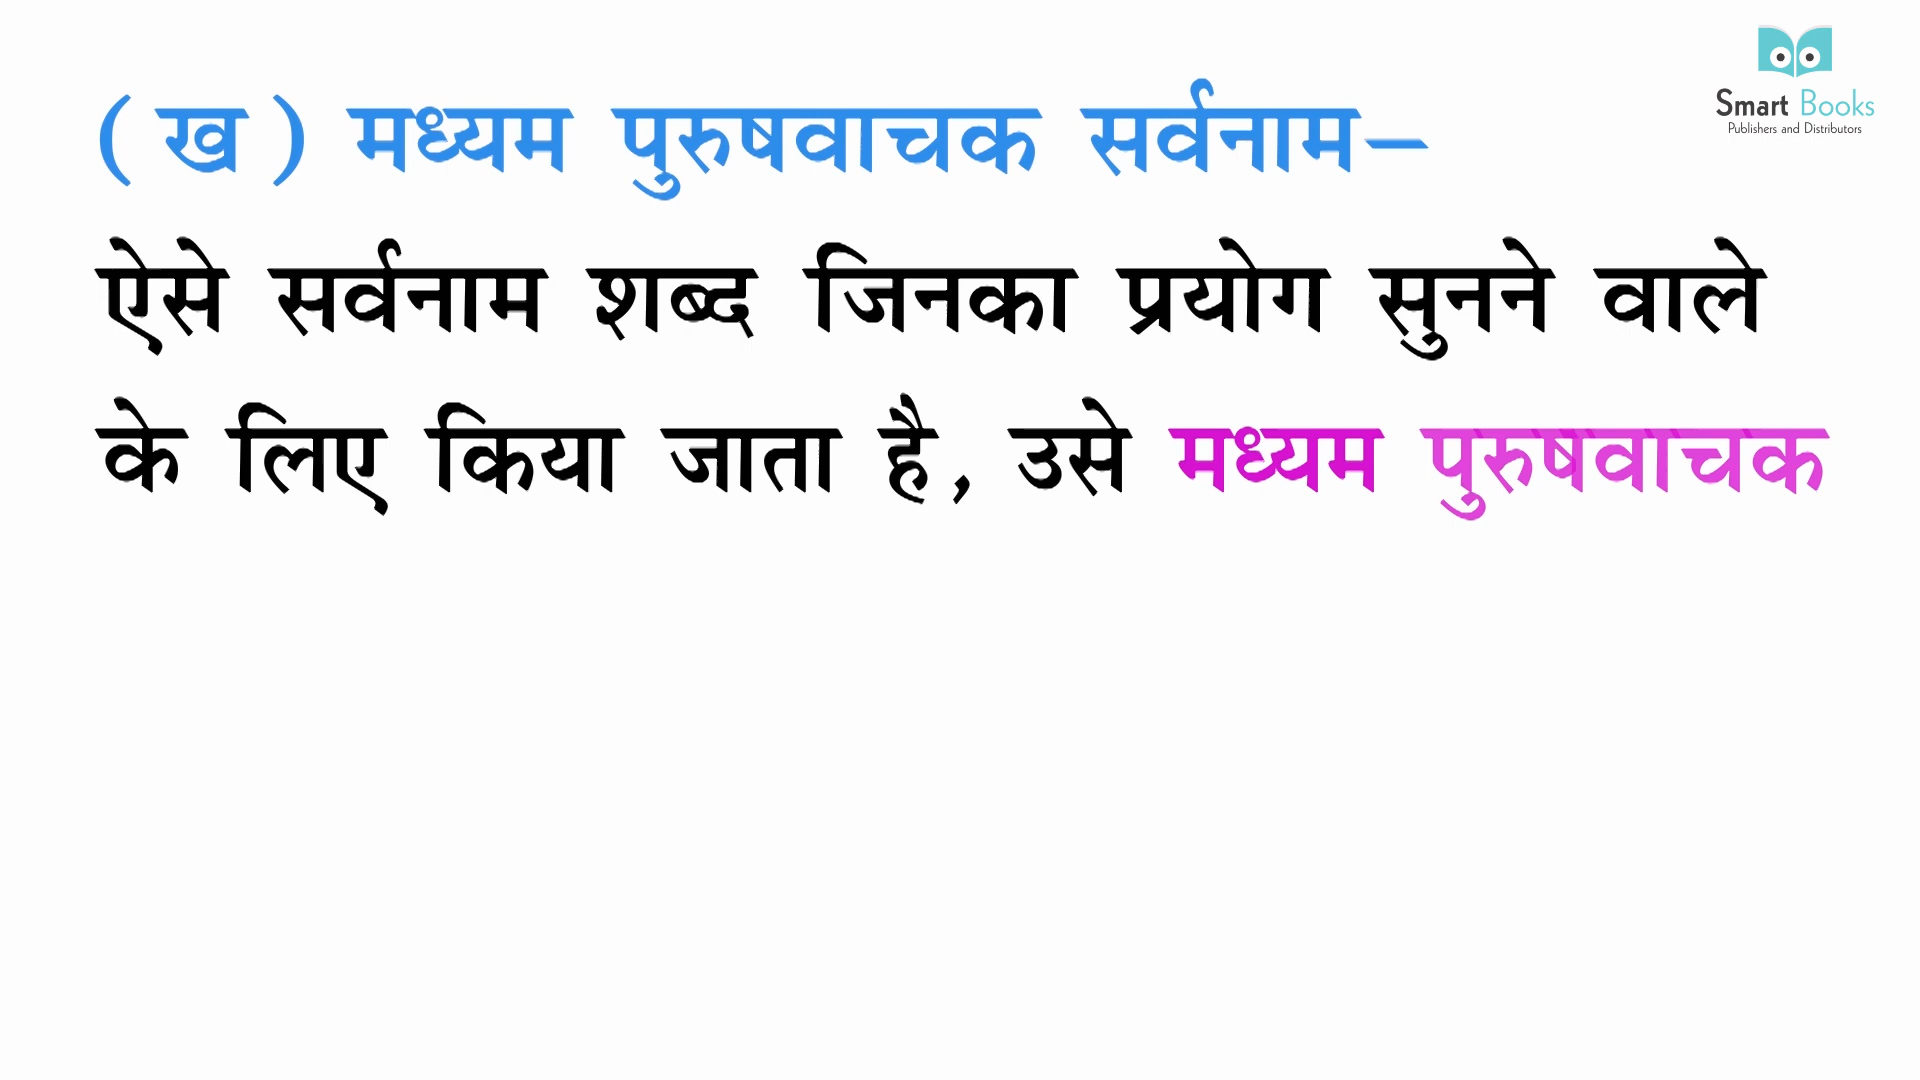 Smart Books
Publishers and Distributors
(ख) मध्यम पुरुषवाचक सर्वनाम–
ऐसे सर्वनाम शब्द जिनका प्रयोग सुनने वाले
के लिए किया जाता है, उसे मध्यम पुरुषवाचक